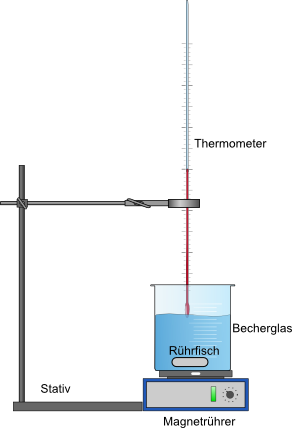 Thermometer
Becherglas
Rührfisch
Stativ
Magnetrührer